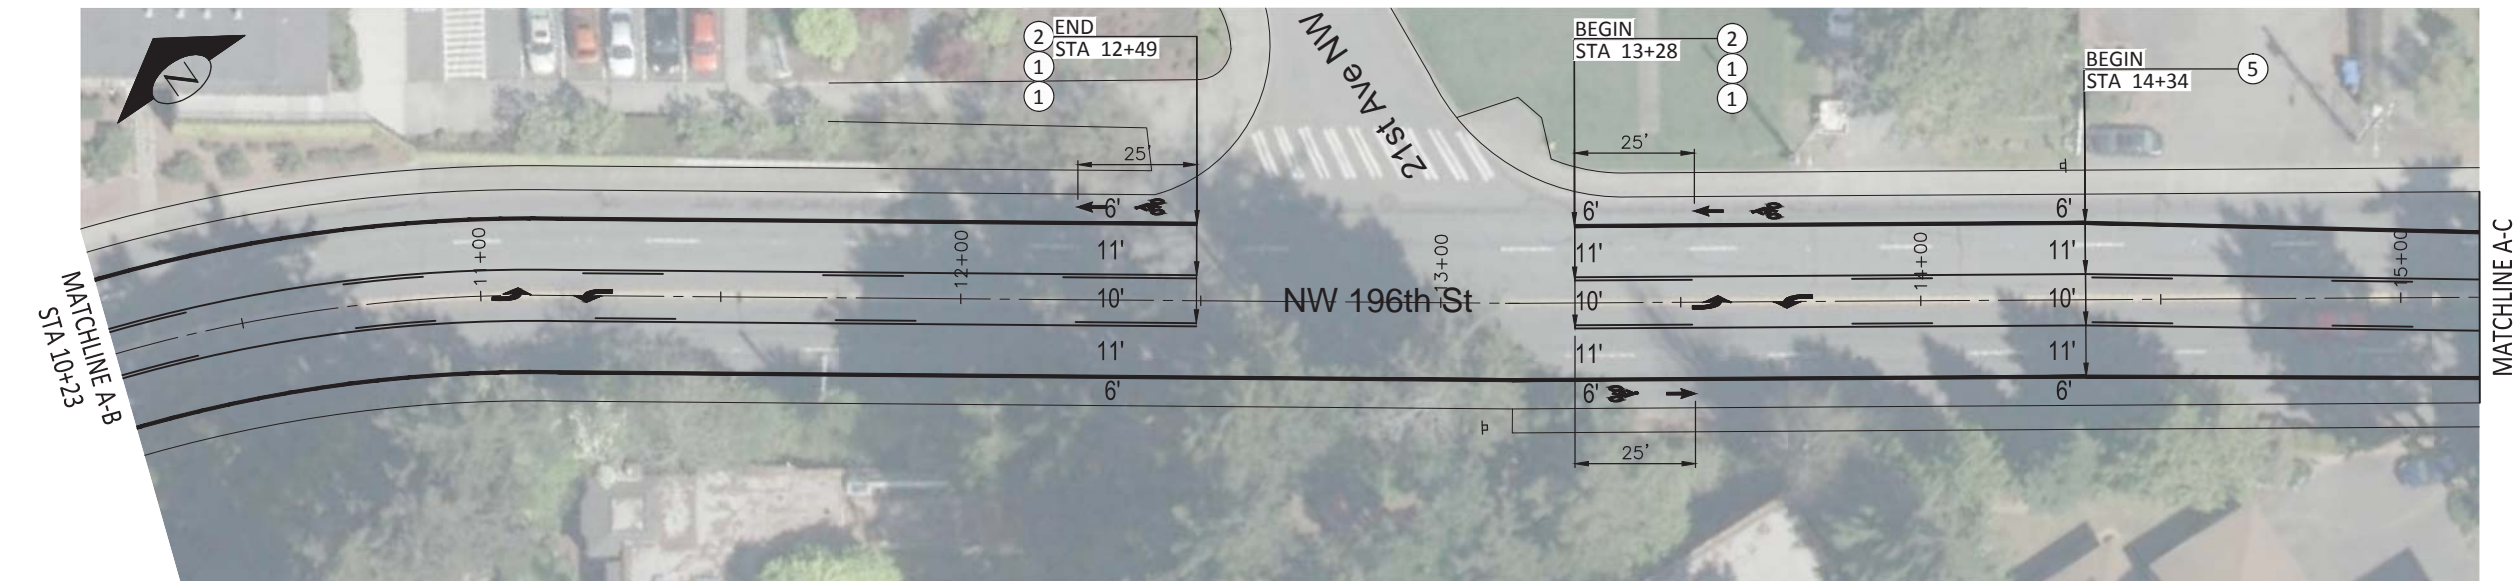 N
2
END
STA 12+49
1
1
21st Ave NW
BEGIN
STA 13+28
2
1
1
BEGIN
STA 14+34
5
25'
25'
6'
6'
6'
11+00
12+00
13+00
14+00
15+00
11'
11'
11'
10'
NW 196th St
10'
10'
11'
11'
11'
6'
6'
6'
25'
MATCHLINE A-B
STA 10+23
MATCHLINE A-C